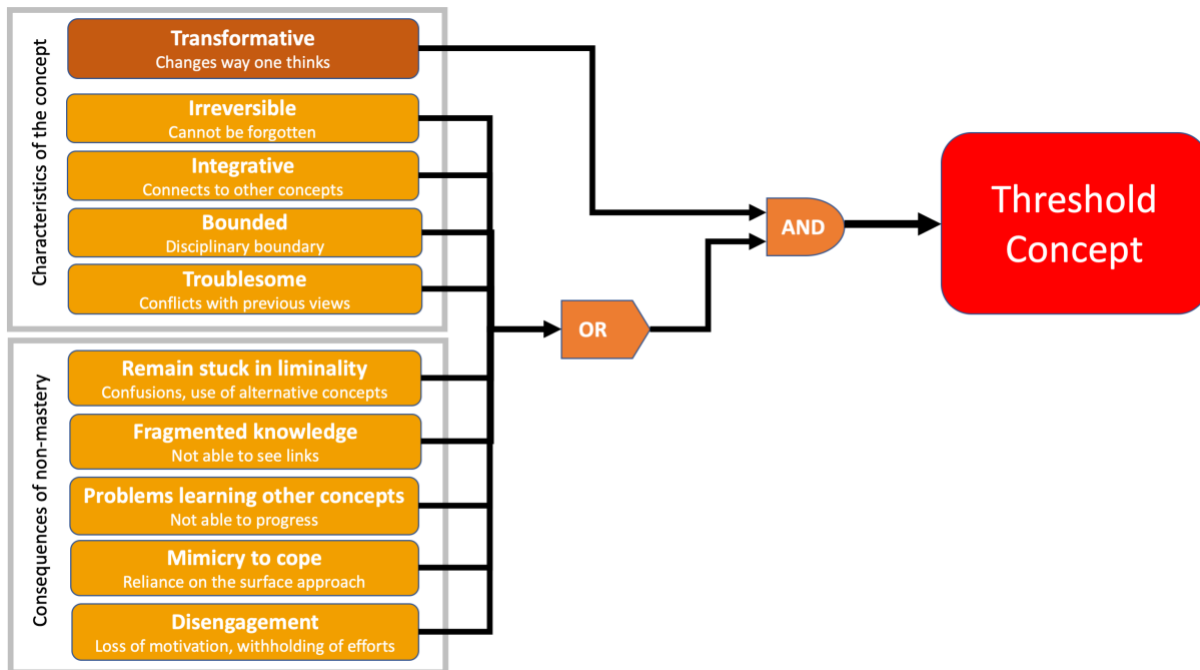 Characteristics of the concept
Transformative
Changes way one thinks
Irreversible
Cannot be forgotten
Integrative
Connects to other concepts
Bounded
Disciplinary boundary
Troublesome
Conflicts with previous views
Consequences of non-mastery
Remain stuck in liminality
Confusions, use of alternative concepts
Fragmented knowledge
Not able to see links
Problems learning other concepts
Not able to progress
Mimicry to cope
Reliance on the surface approach
Disengagement
Loss of motivation, withholding of efforts
OR
AND
Threshold
Concept